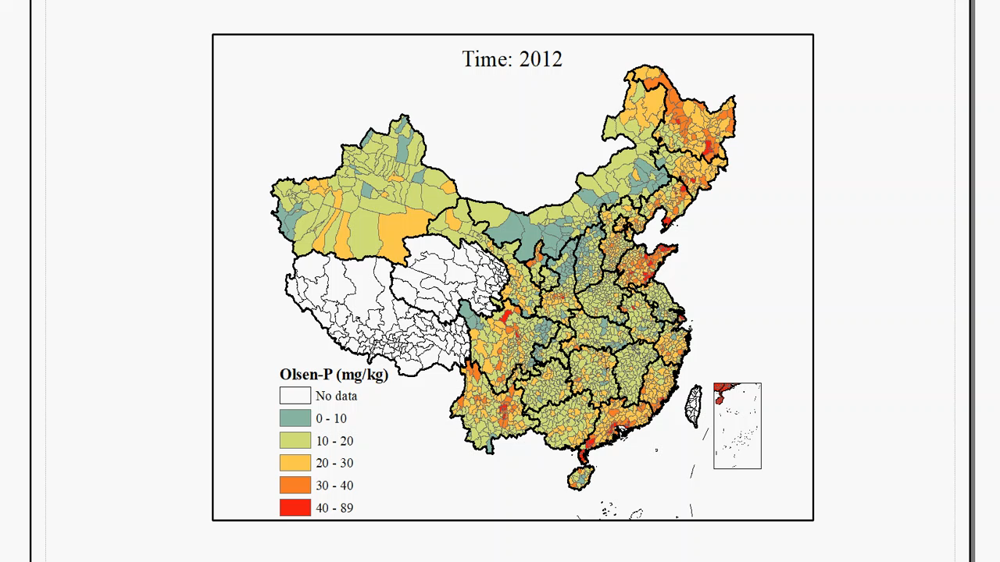 Time: 2012
Olsen-P (mg/kg)
No data
0 - 10
10 - 20
20 - 30
30 - 40
40 - 89